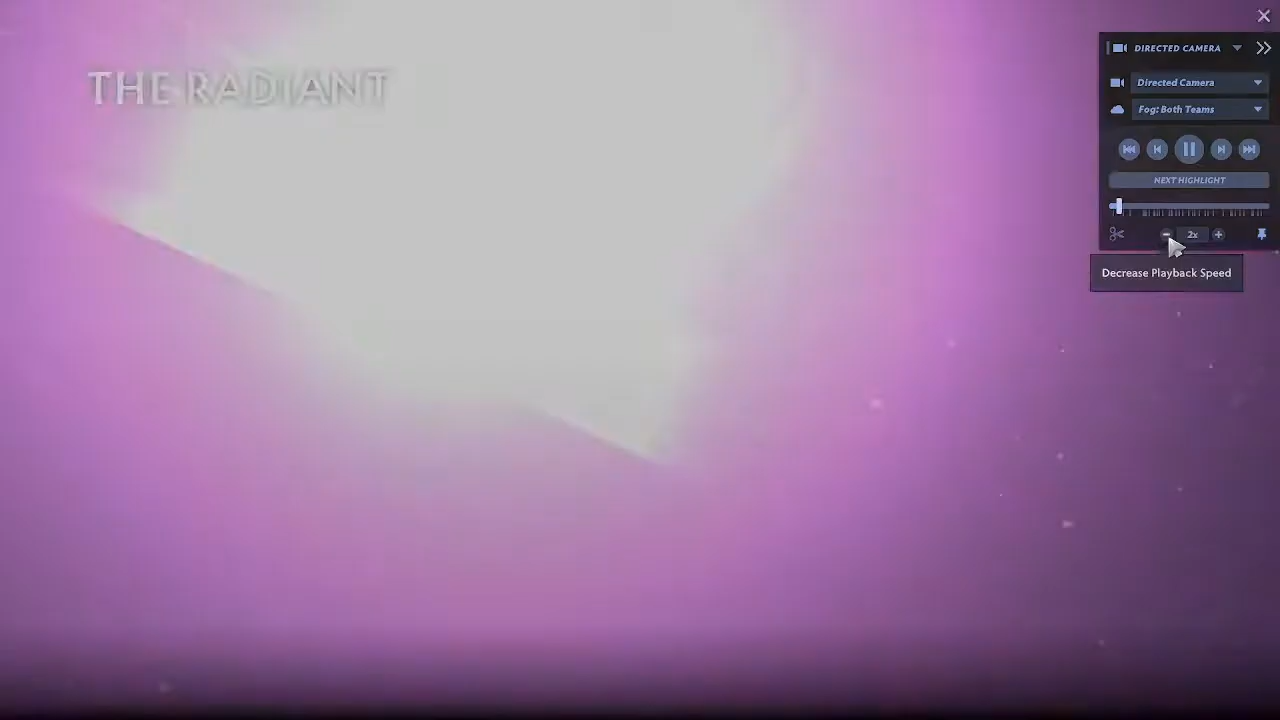 THE RADIANT
DIRECTED CAMERA
Directed Camera
Fog: Both Teams
NEXT HIGHLIGHT
2x
Decrease Playback Speed